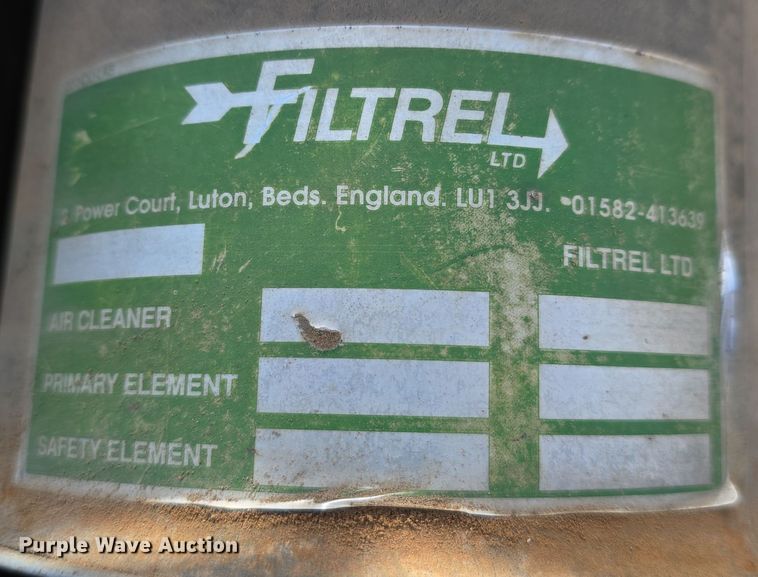 FILTREL
LTD
Power Court, Luton, Beds. England. LU1 3JJ. 01582-413639
FILTREL LTD
AIR CLEANER
PRIMARY ELEMENT
SAFETY ELEMENT
Purple Wave Auction